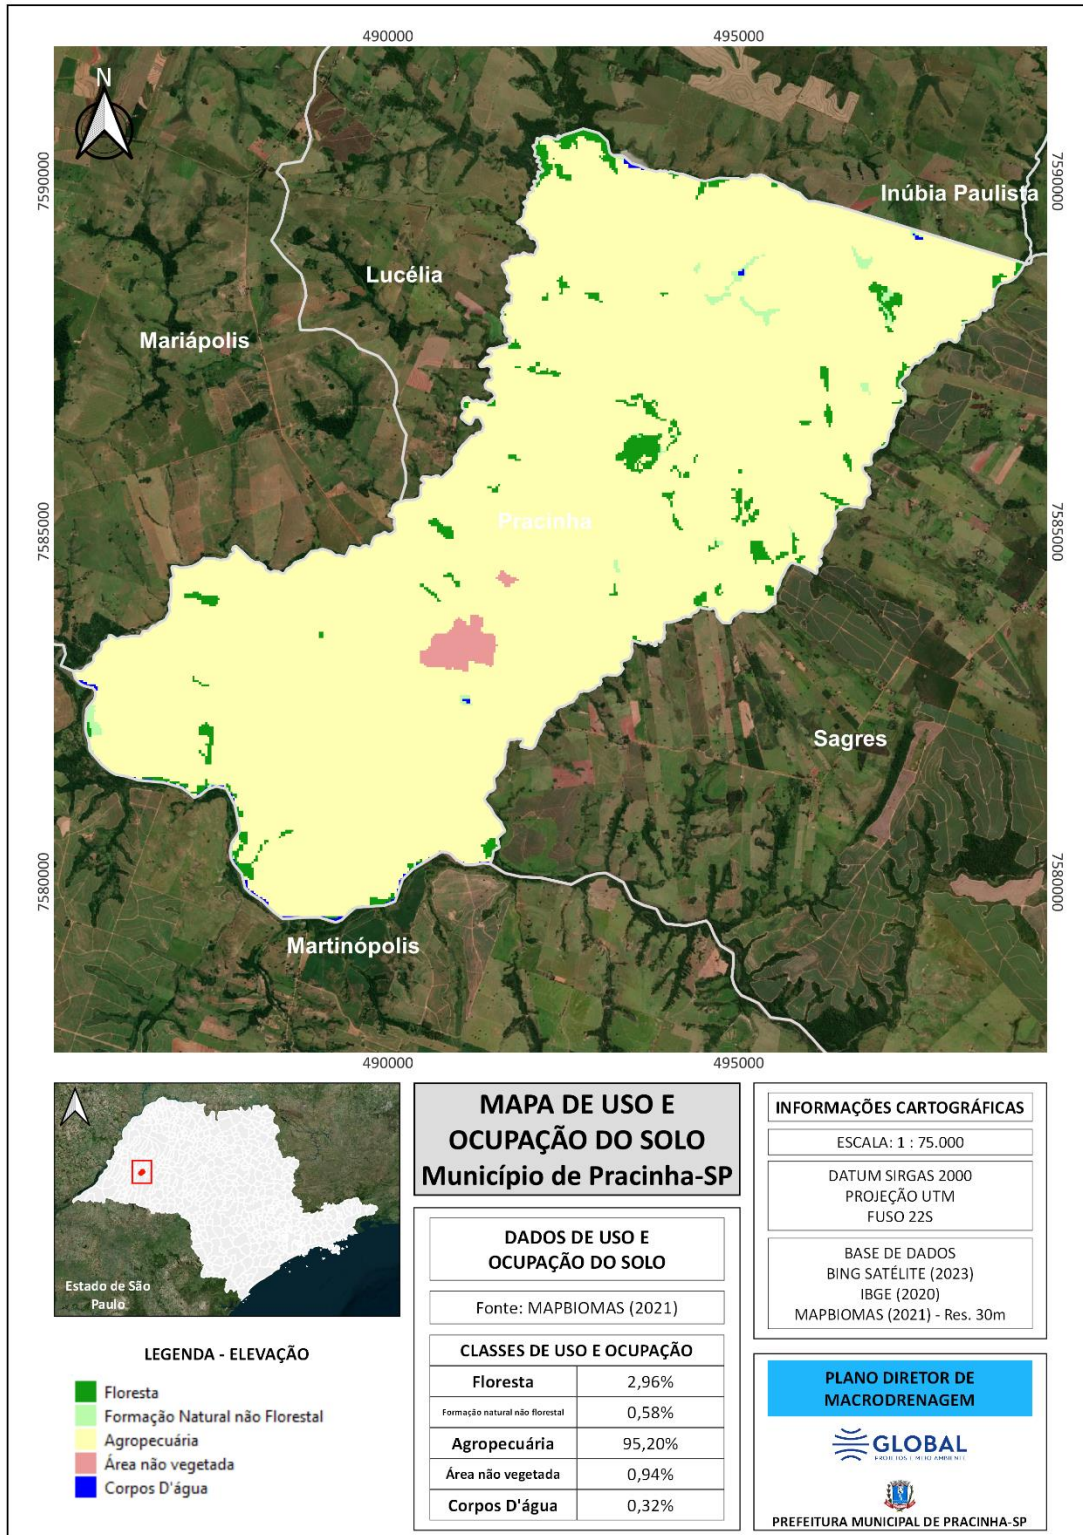 490000
495000
N
7590000
7590000
Inúbia Paulista
Lucélia
Mariápolis
7585000
Pracinha
7585000
Sagres
7580000
7580000
Martinópolis
490000
495000
Estado de São
Paulo
LEGENDA - ELEVAÇÃO
Floresta
Formação Natural não Florestal
Agropecuária
Área não vegetada
Corpos D'água
MAPA DE USO E
OCUPAÇÃO DO SOLO
Município de Pracinha-SP
DADOS DE USO E
OCUPAÇÃO DO SOLO
Fonte: MAPBIOMAS (2021)
CLASSES DE USO E OCUPAÇÃO
Floresta 2,96%
Formação natural não florestal 0,58%
Agropecuária 95,20%
Área não vegetada 0,94%
Corpos D'água 0,32%
INFORMAÇÕES CARTOGRÁFICAS
ESCALA: 1 : 75.000
DATUM SIRGAS 2000
PROJEÇÃO UTM
FUSO 22S
BASE DE DADOS
BING SATÉLITE (2023)
IBGE (2020)
MAPBIOMAS (2021) - Res. 30m
PLANO DIRETOR DE
MACRODRENAGEM
GLOBAL
PROJETOS E MEIO AMBIENTE
PREFEITURA MUNICIPAL DE PRACINHA-SP